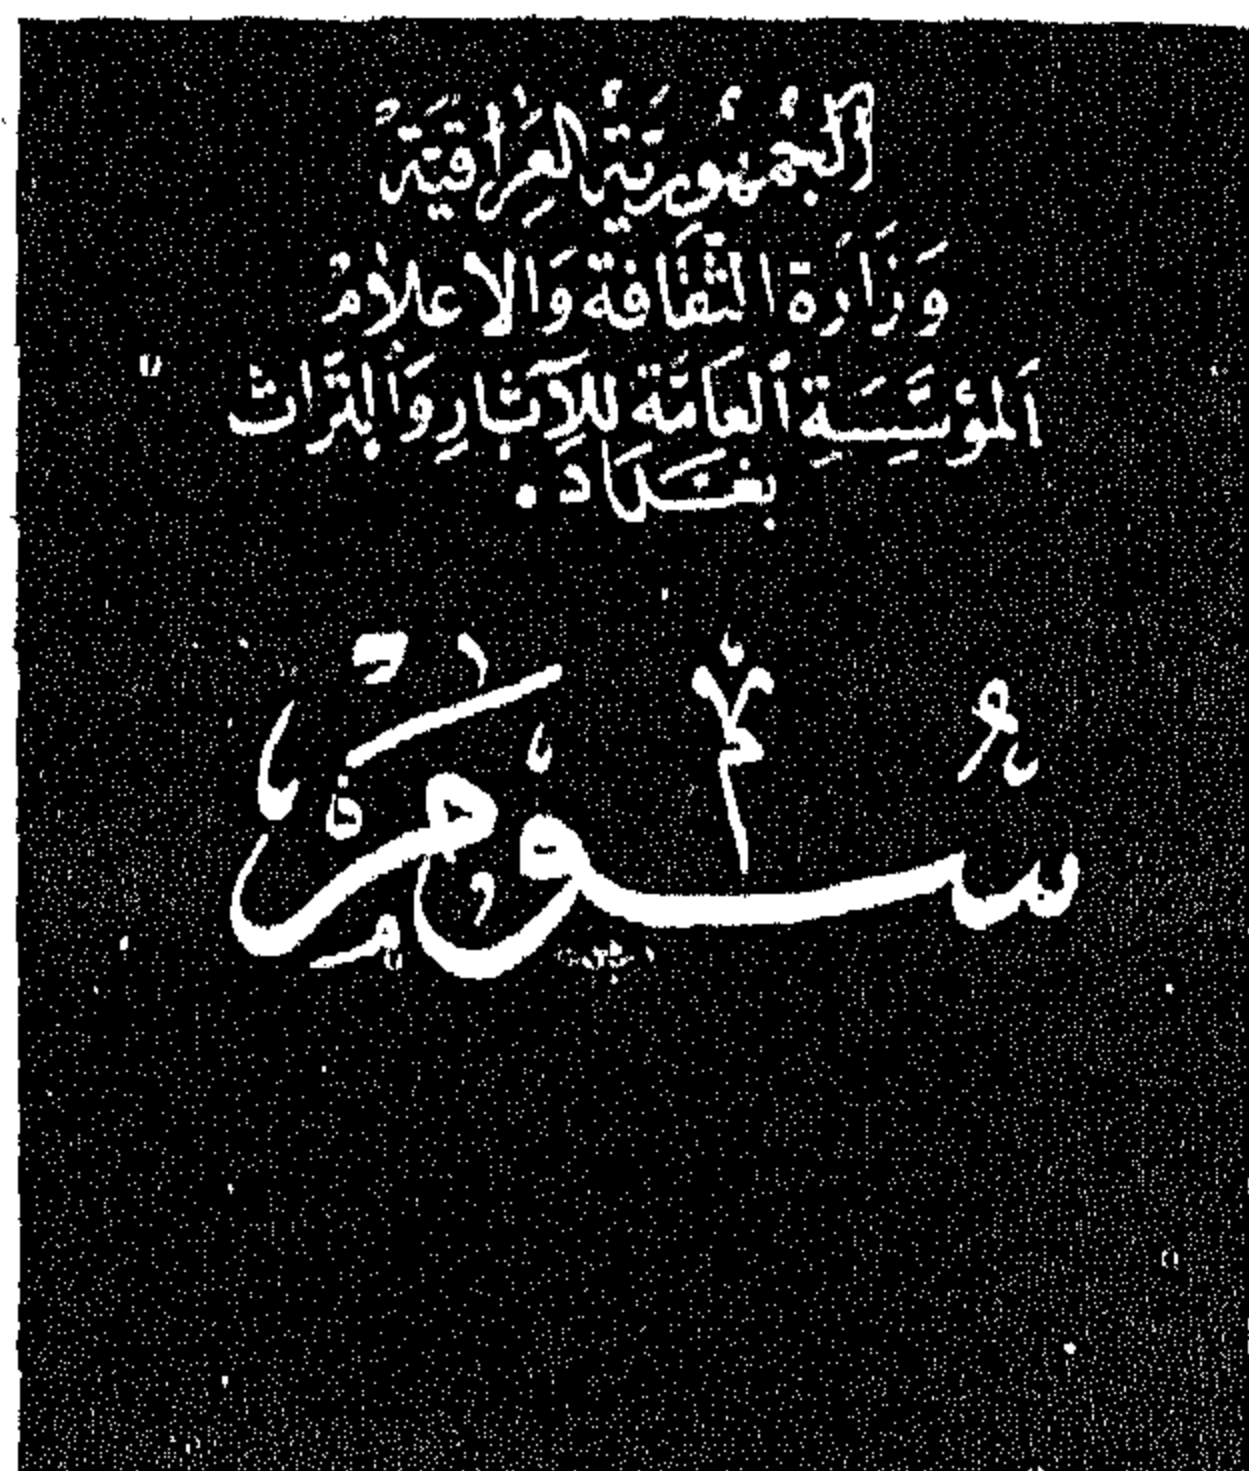 الجمهورية العراقية
وزارة الثقافة والاعلام
المؤسسة العامة للآثار والتراث
بغداد.
سومر